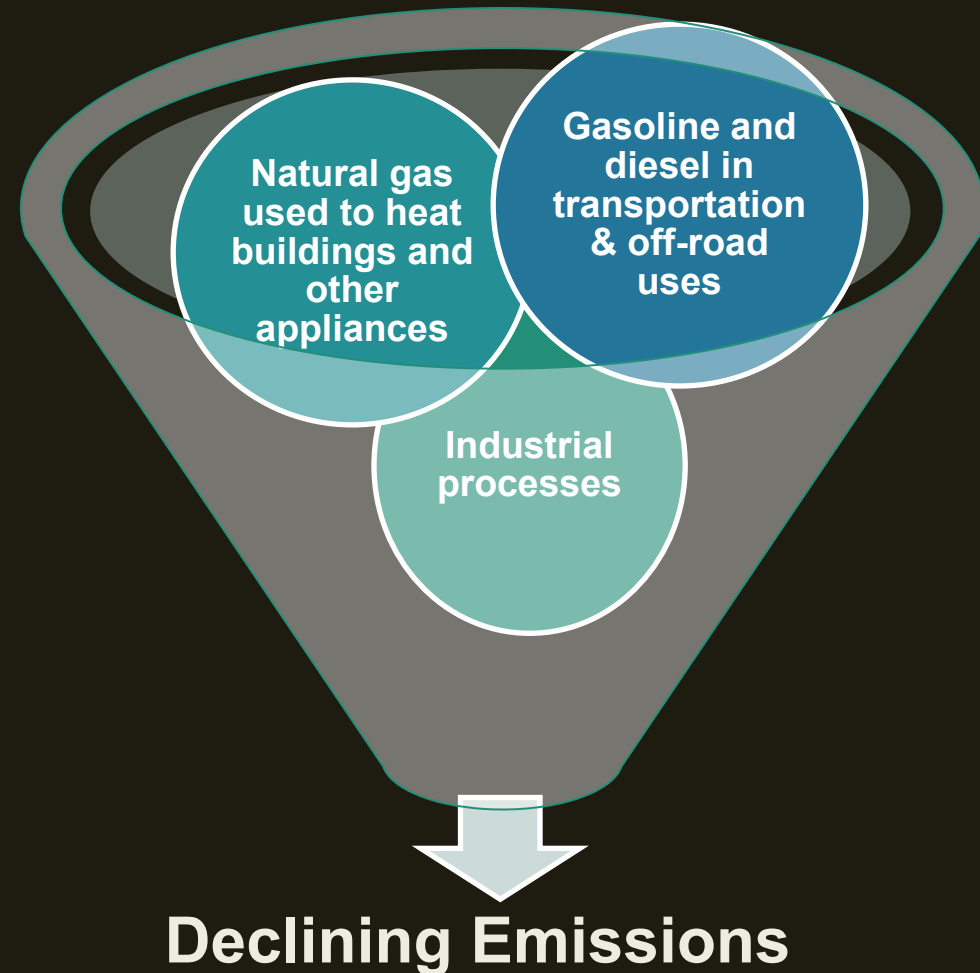 Natural gas
used to heat
buildings and
other
appliances
Gasoline and
diesel in
transportation
& off-road
uses
Industrial
processes
Declining Emissions